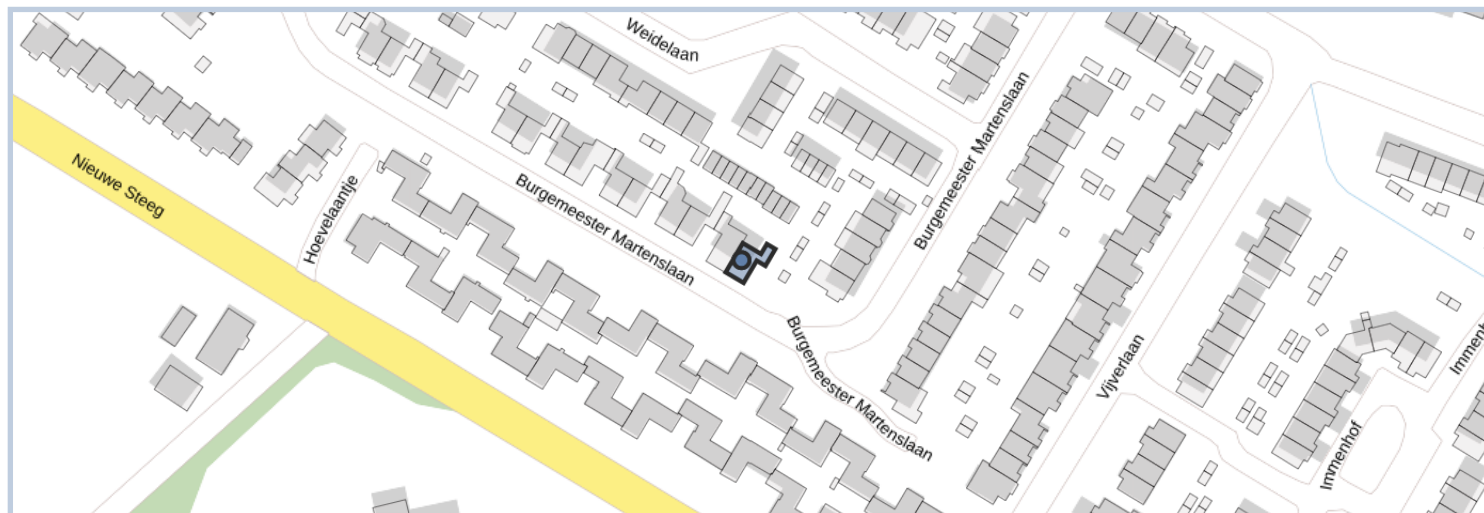 Weidelaan
Nieuwe Steeg
Hoevelaantje
Burgemeester Martenslaan
Burgemeester Martenslaan
Burgemeester Martenslaan
Vijverlaan
Immenhof